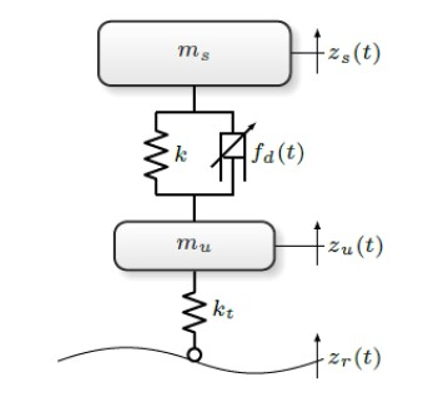 m_s z_s(t)
k f_d(t)
m_u z_u(t)
k_t
z_r(t)